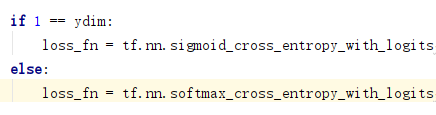 if 1 == ydim:
    loss_fn = tf.nn.sigmoid_cross_entropy_with_logits
else:
    loss_fn = tf.nn.softmax_cross_entropy_with_logits